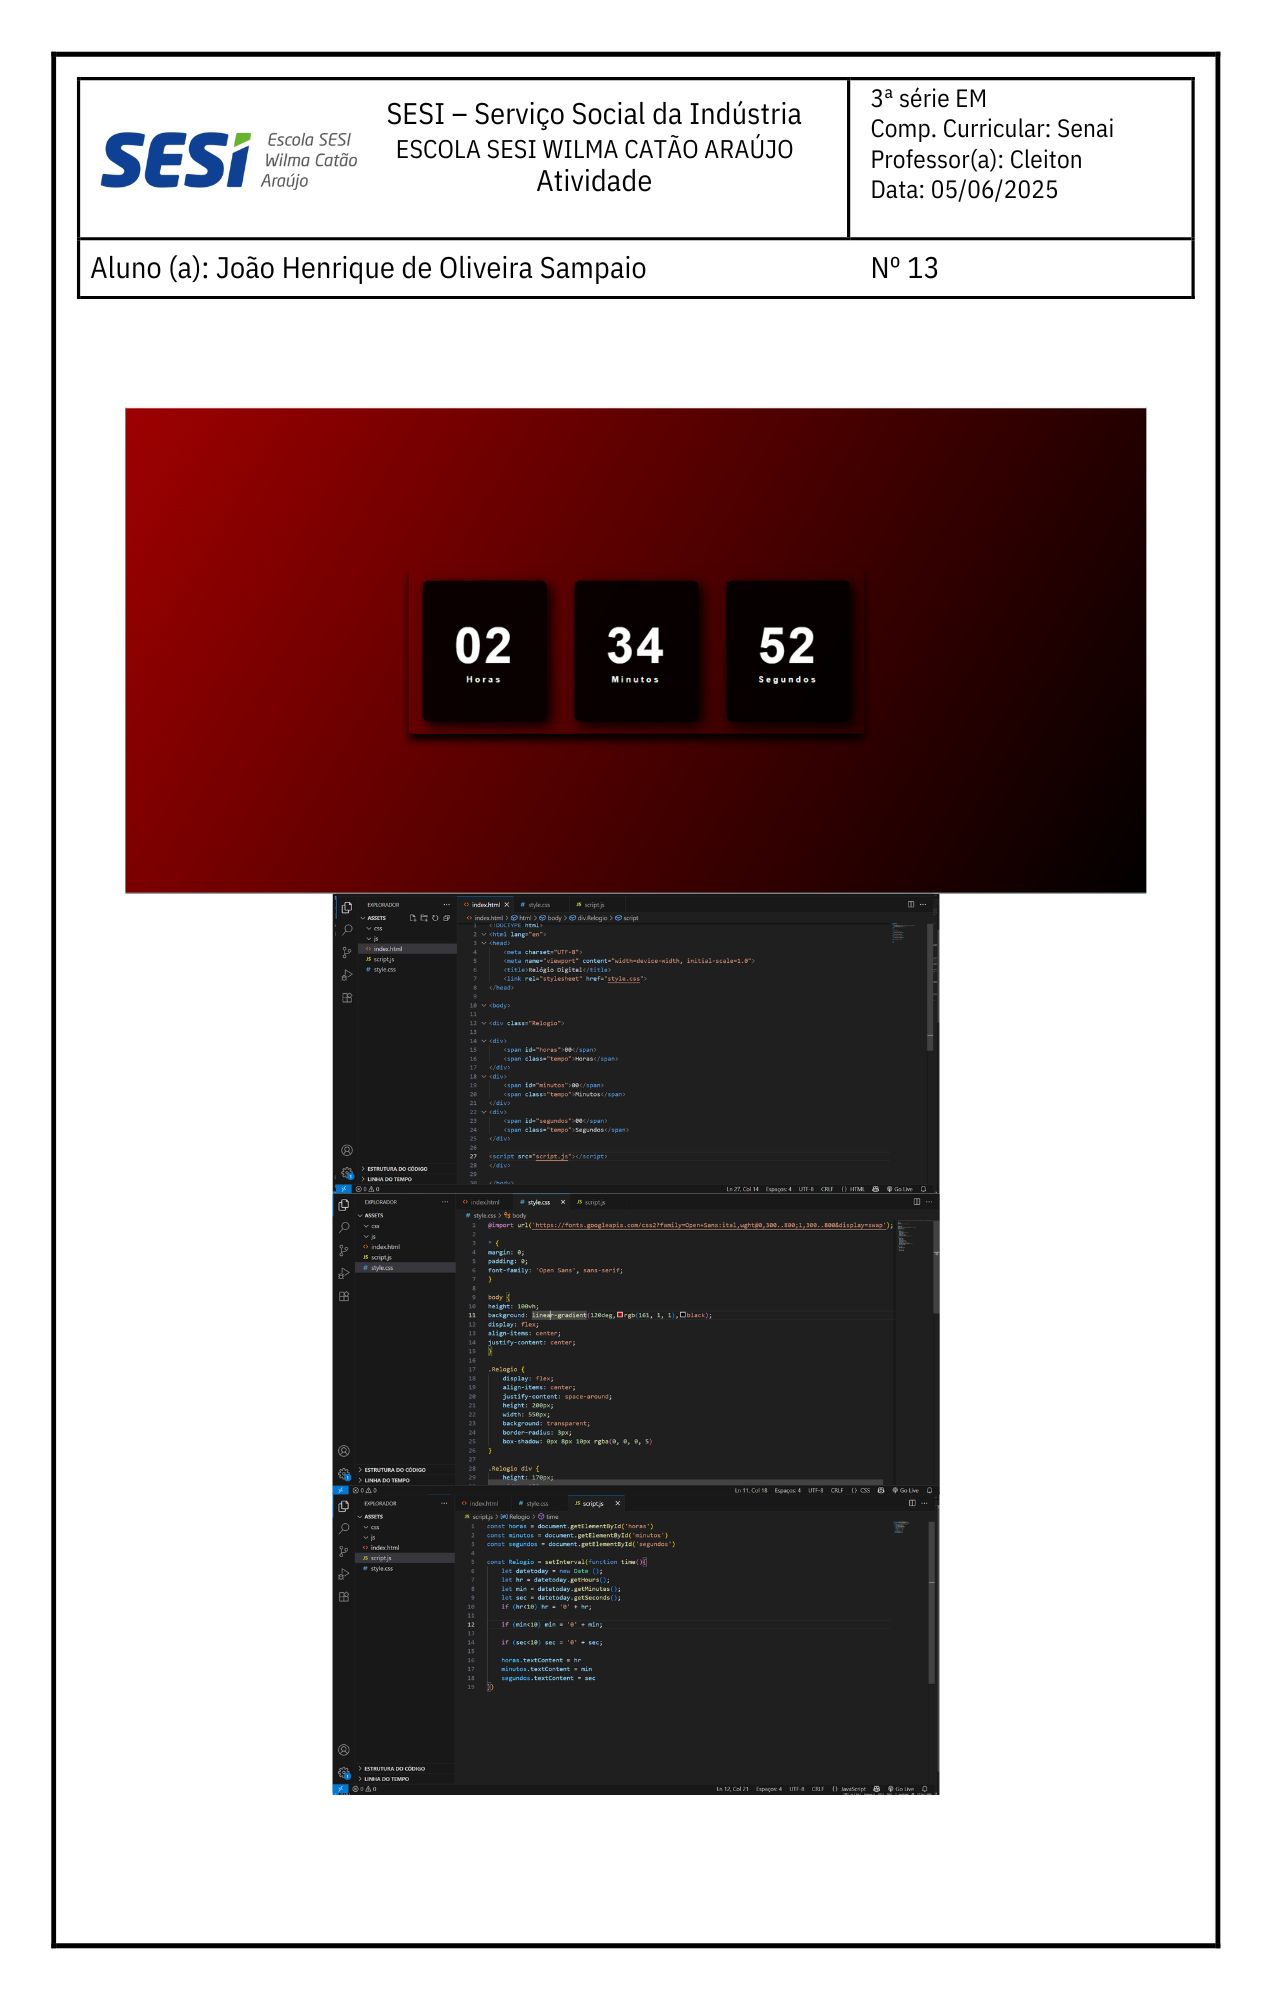 SESI
Escola SESI
Wilma Catão
Araújo
SESI – Serviço Social da Indústria
ESCOLA SESI WILMA CATÃO ARAÚJO
Atividade
3ª série EM
Comp. Curricular: Senai
Professor(a): Cleiton
Data: 05/06/2025
Aluno (a): João Henrique de Oliveira Sampaio
Nº 13
02 34 52
Horas Minutos Segundos
EXPLORADOR
ASSETS
css
js
index.html
script.js
style.css
ESTRUTURA DO CÓDIGO
LINHA DO TEMPO
index.html style.css script.js
index.html > html > body > div.Relogio > script
1 <!DOCTYPE html>
2 <html lang="en">
3 <head>
4 <meta charset="UTF-8">
5 <meta name="viewport" content="width=device-width, initial-scale=1.0">
6 <title>Relógio Digital</title>
7 <link rel="stylesheet" href="style.css">
8 </head>
9
10 <body>
11
12 <div class="Relogio">
13
14 <div>
15 <span id="horas">00</span>
16 <span class="tempo">Horas</span>
17 </div>
18 <div>
19 <span id="minutos">00</span>
20 <span class="tempo">Minutos</span>
21 </div>
22 <div>
23 <span id="segundos">00</span>
24 <span class="tempo">Segundos</span>
25 </div>
26
27 <script src="script.js"></script>
28 </div>
29
30 </body>
0 0 Ln 27, Col 14 Espaços: 4 UTF-8 CRLF {} HTML Go Live
EXPLORADOR
ASSETS
css
js
index.html
script.js
style.css
ESTRUTURA DO CÓDIGO
LINHA DO TEMPO
index.html style.css script.js
style.css > body
1 @import url('https://fonts.googleapis.com/css2?family=Open+Sans:ital,wght@0,300..800;1,300..800&display=swap');
2
3 * {
4 margin: 0;
5 padding: 0;
6 font-family: 'Open Sans', sans-serif;
7 }
8
9 body {
10 height: 100vh;
11 background: linear-gradient(120deg, rgb(161, 1, 1), black);
12 display: flex;
13 align-items: center;
14 justify-content: center;
15 }
16
17 .Relogio {
18 display: flex;
19 align-items: center;
20 justify-content: space-around;
21 height: 200px;
22 width: 550px;
23 background: transparent;
24 border-radius: 3px;
25 box-shadow: 0px 8px 10px rgba(0, 0, 0, 5)
26 }
27
28 .Relogio div {
29 height: 170px;
0 0 Ln 11, Col 18 Espaços: 4 UTF-8 CRLF {} CSS Go Live
EXPLORADOR
ASSETS
css
js
index.html
script.js
style.css
ESTRUTURA DO CÓDIGO
LINHA DO TEMPO
index.html style.css script.js
script.js > Relogio > time
1 const horas = document.getElementById('horas')
2 const minutos = document.getElementById('minutos')
3 const segundos = document.getElementById('segundos')
4
5 const Relogio = setInterval(function time(){
6 let datetoday = new Date ();
7 let hr = datetoday.getHours();
8 let min = datetoday.getMinutes();
9 let sec = datetoday.getSeconds();
10 if (hr<10) hr = '0' + hr;
11
12 if (min<10) min = '0' + min;
13
14 if (sec<10) sec = '0' + sec;
15
16 horas.textContent = hr
17 minutos.textContent = min
18 segundos.textContent = sec
19 })
0 0 Ln 12, Col 21 Espaços: 4 UTF-8 CRLF {} JavaScript Go Live